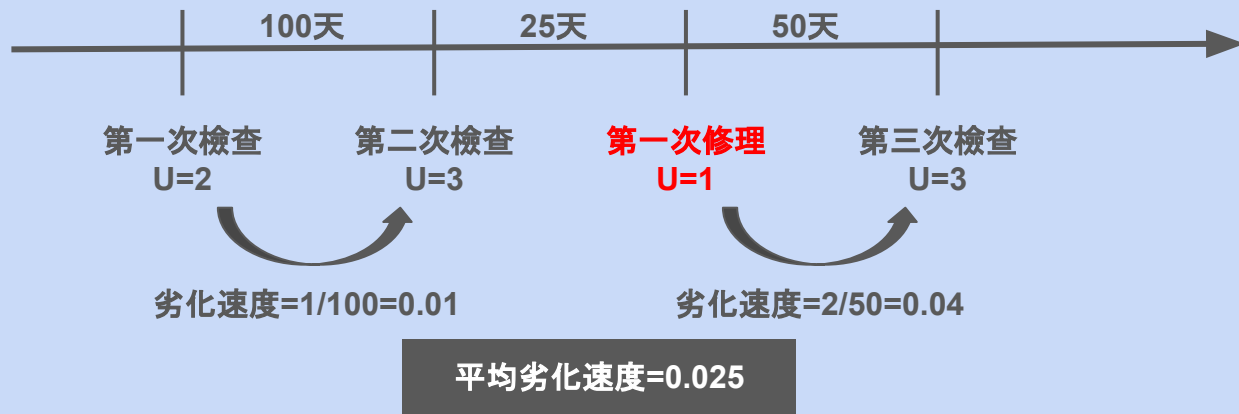 100天 25天 50天
第一次檢查 第二次檢查 第一次修理 第三次檢查
U=2 U=3 U=1 U=3
劣化速度=1/100=0.01 劣化速度=2/50=0.04
平均劣化速度=0.025